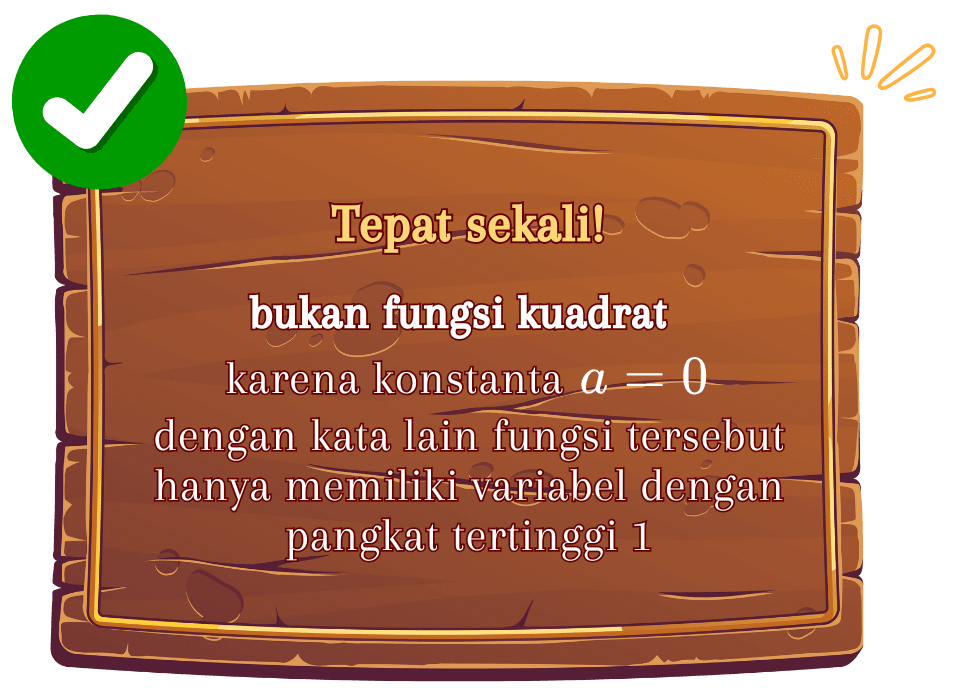 Tepat sekali!
bukan fungsi kuadrat
karena konstanta a = 0
dengan kata lain fungsi tersebut
hanya memiliki variabel dengan
pangkat tertinggi 1